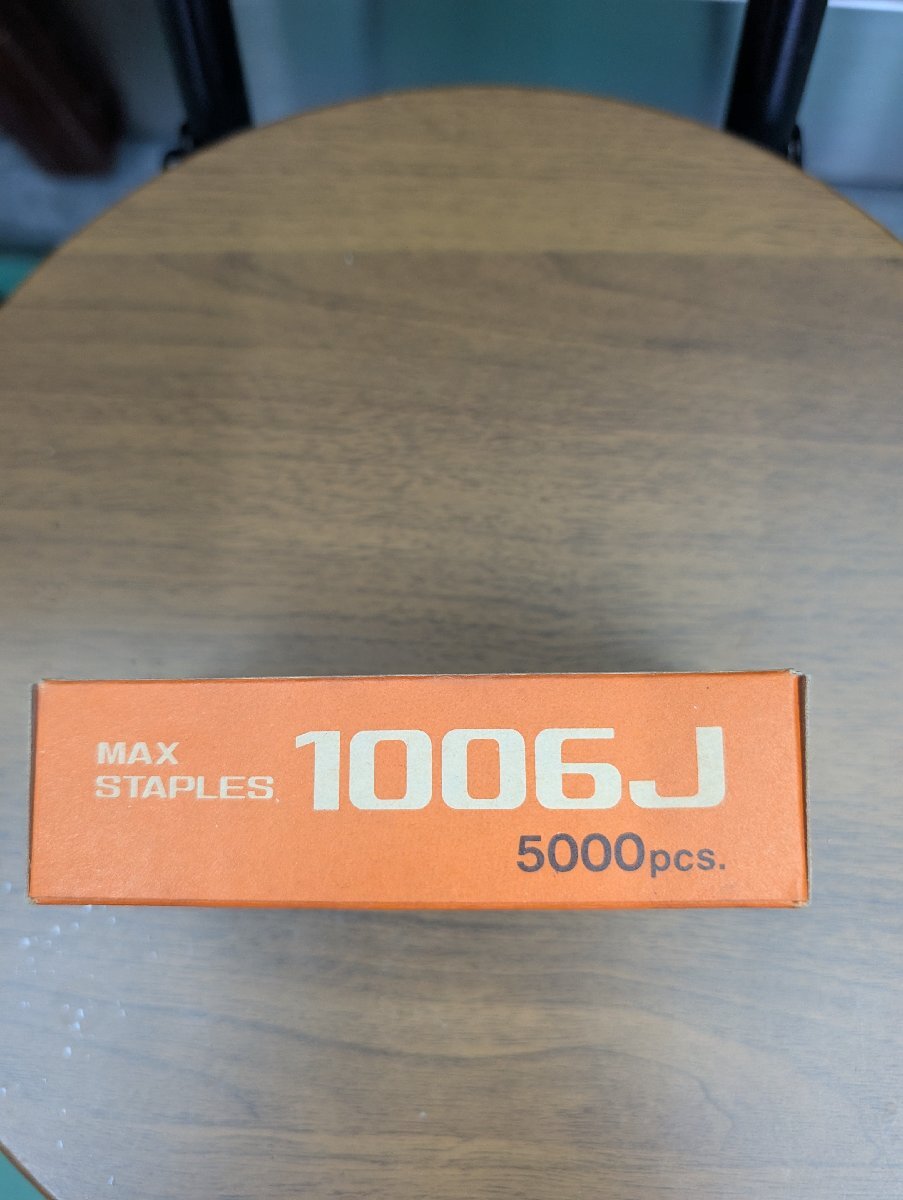 MAX
STAPLES.
1006J
5000pcs.